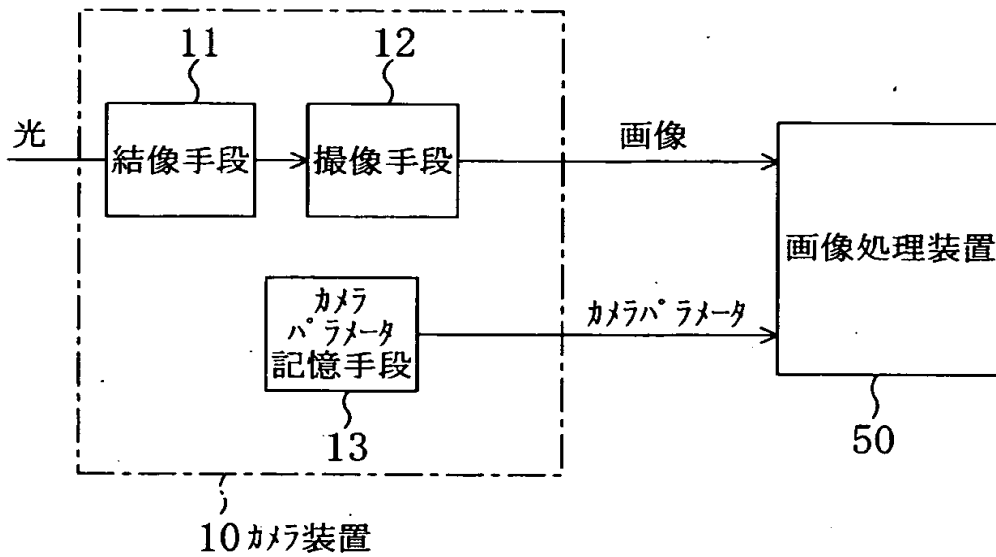 11
12
光
結像手段
撮像手段
画像
画像処理装置
カメラ
パラメータ
記憶手段
カメラパラメータ
13
50
10 カメラ装置